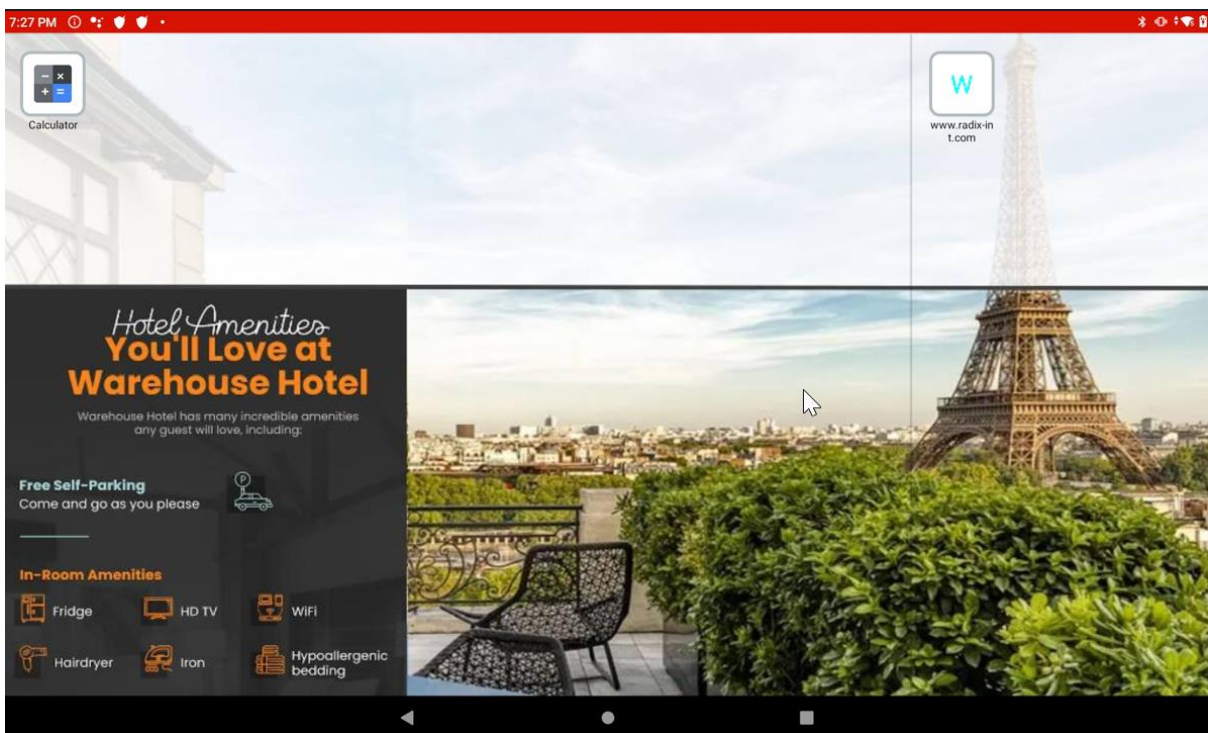 7:27 PM
Calculator
W
www.radix-in
t.com
Hotel Amenities
You'll Love at
Warehouse Hotel
Warehouse Hotel has many incredible amenities
any guest will love, including:
P
Free Self-Parking
Come and go as you please
In-Room Amenities
Fridge
HD TV
WiFi
Hairdryer
Iron
Hypoallergenic
bedding